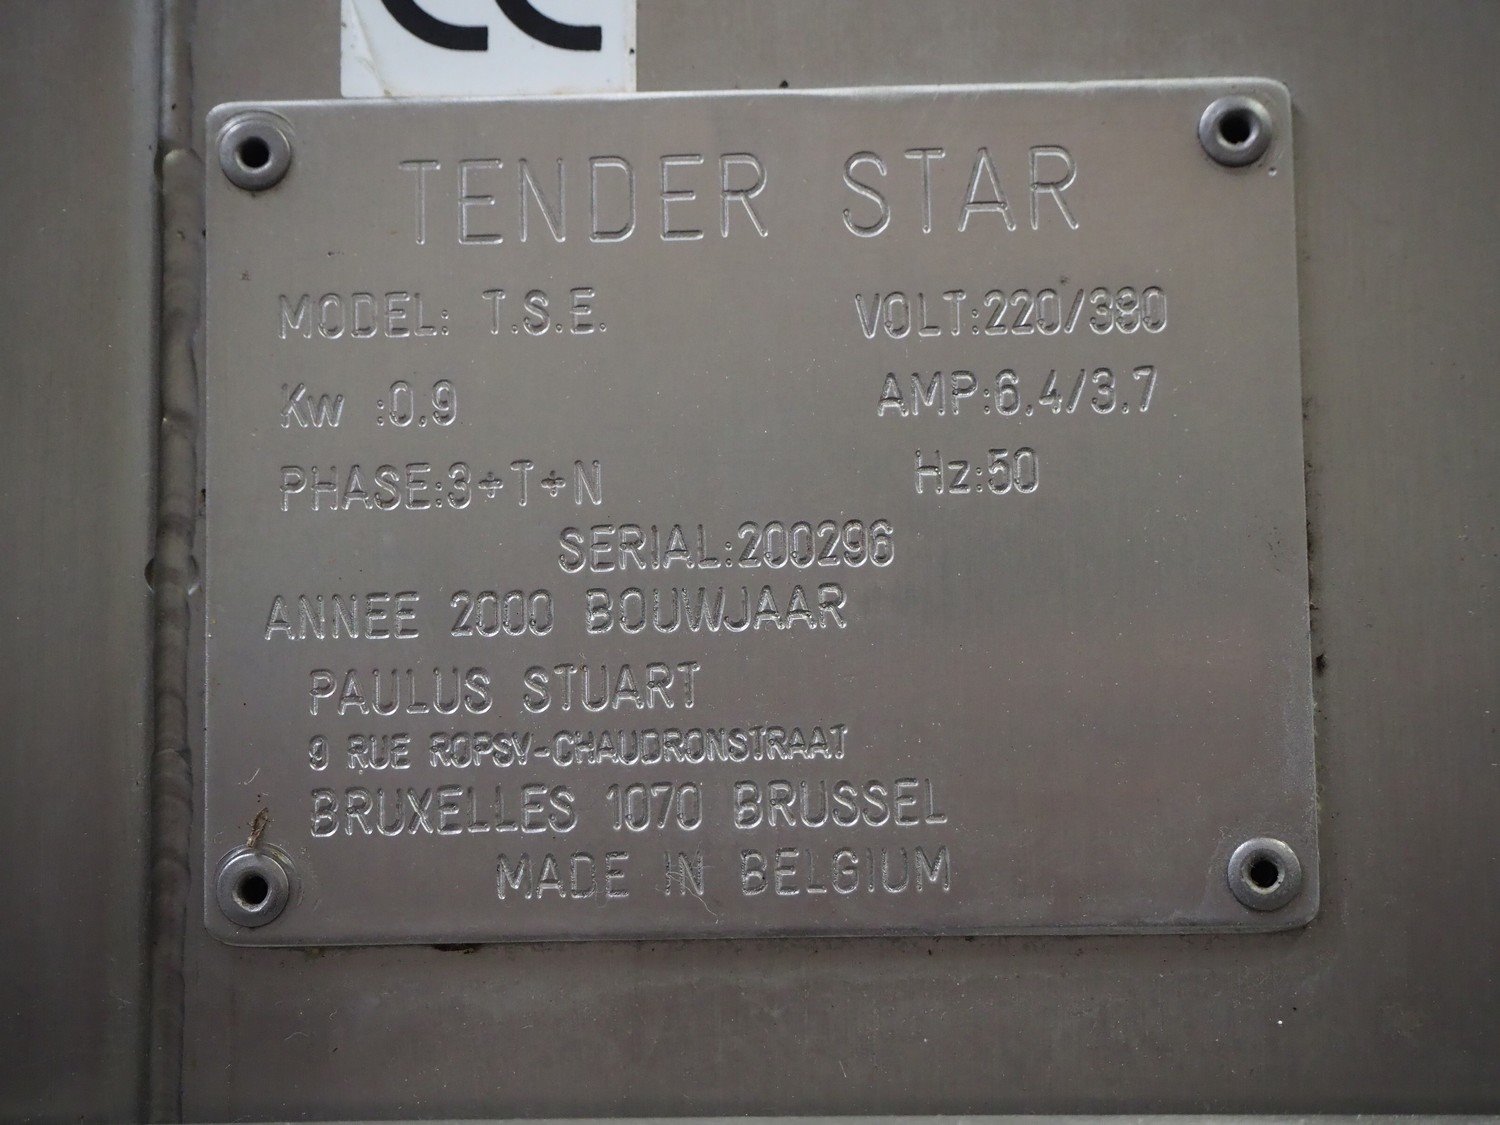 CE
TENDER STAR
MODEL: T.S.E. VOLT:220/380
Kw :0.9 AMP:6.4/3.7
PHASE:3+T+N Hz:50
SERIAL:200296
ANNEE 2000 BOUWJAAR
PAULUS STUART
9 RUE ROPSY-CHAUDRONSTRAAT
BRUXELLES 1070 BRUSSEL
MADE IN BELGIUM